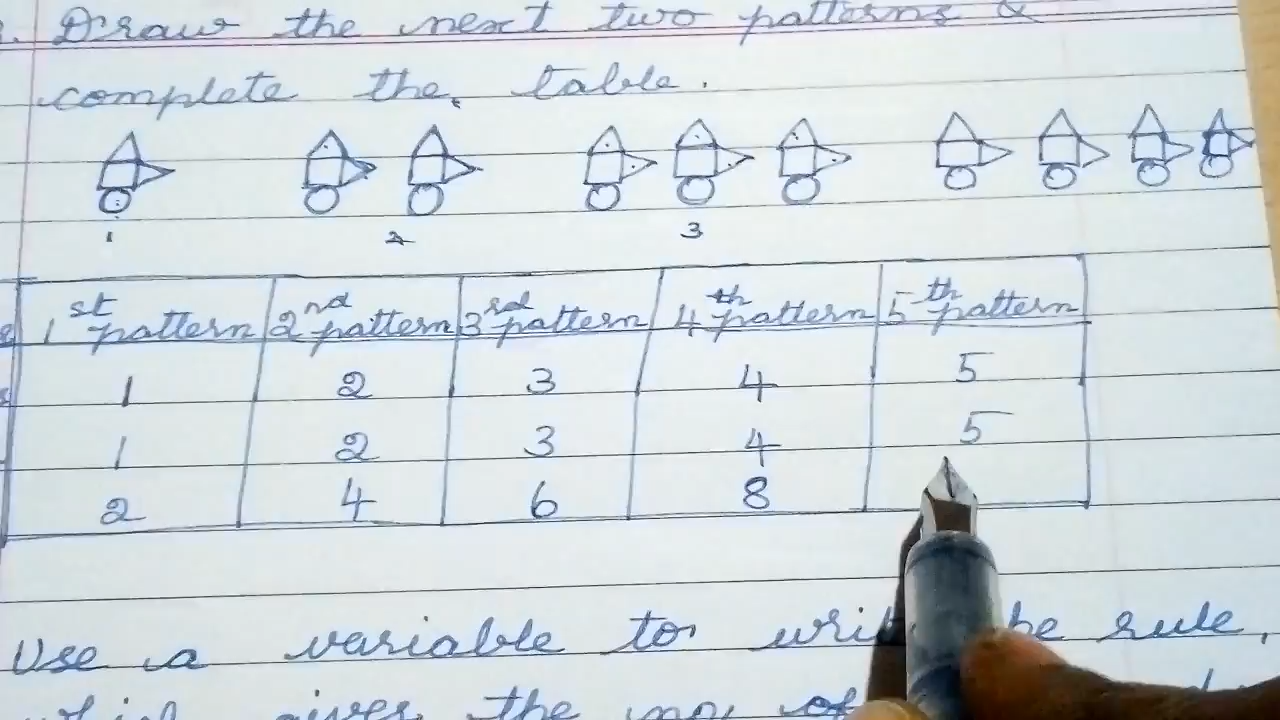 Draw the next two patterns &
complete the table.
1 2 3
1st pattern 2nd pattern 3rd pattern 4th pattern 5th pattern
1 2 3 4 5
1 2 3 4 5
2 4 6 8
Use a variable to rule,
gives the